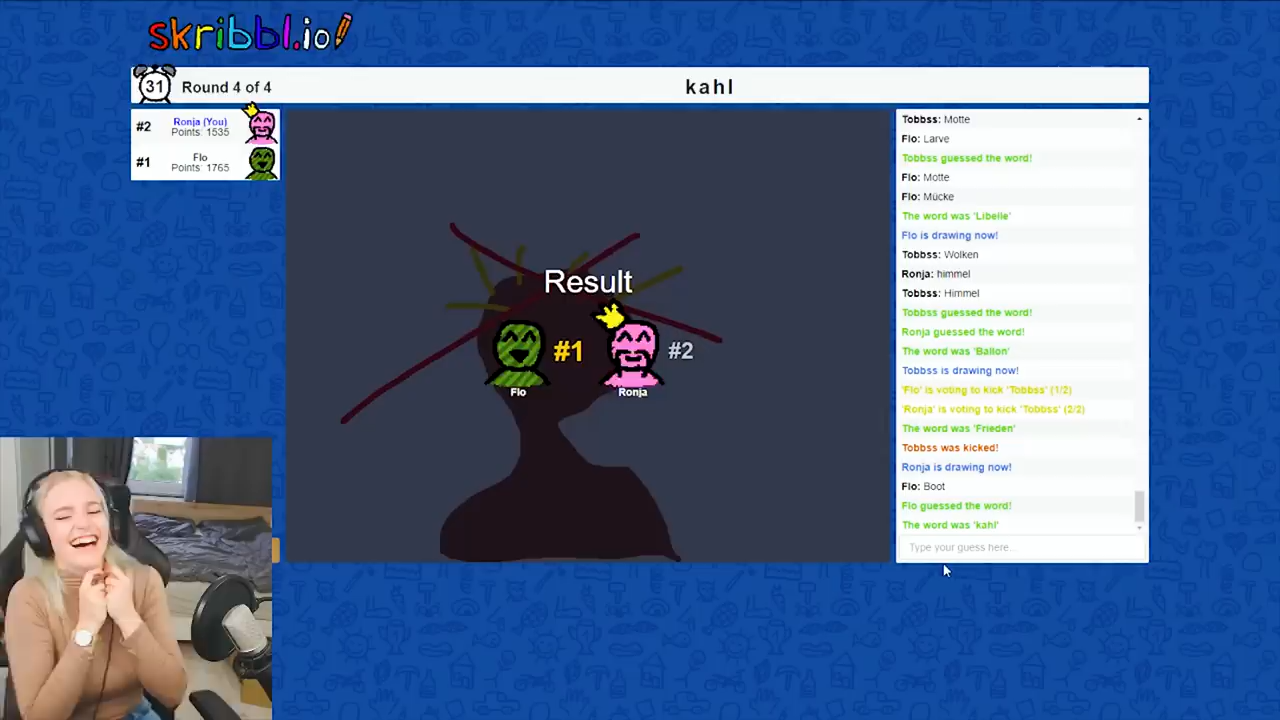 skribbl.io
31
Round 4 of 4
kahl
#2
Ronja (You)
Points: 1535
#1
Flo
Points: 1765
Result
#1
#2
Flo
Ronja
Tobbss: Motte
Flo: Larve
Tobbss guessed the word!
Flo: Motte
Flo: Mücke
The word was 'Libelle'
Flo is drawing now!
Tobbss: Wolken
Ronja: himmel
Tobbss: Himmel
Tobbss guessed the word!
Ronja guessed the word!
The word was 'Ballon'
Tobbss is drawing now!
'Flo' is voting to kick 'Tobbss' (1/2)
'Ronja' is voting to kick 'Tobbss' (2/2)
The word was 'Frieden'
Tobbss was kicked!
Ronja is drawing now!
Flo: Boot
Flo guessed the word!
The word was 'kahl'
Type your guess here...